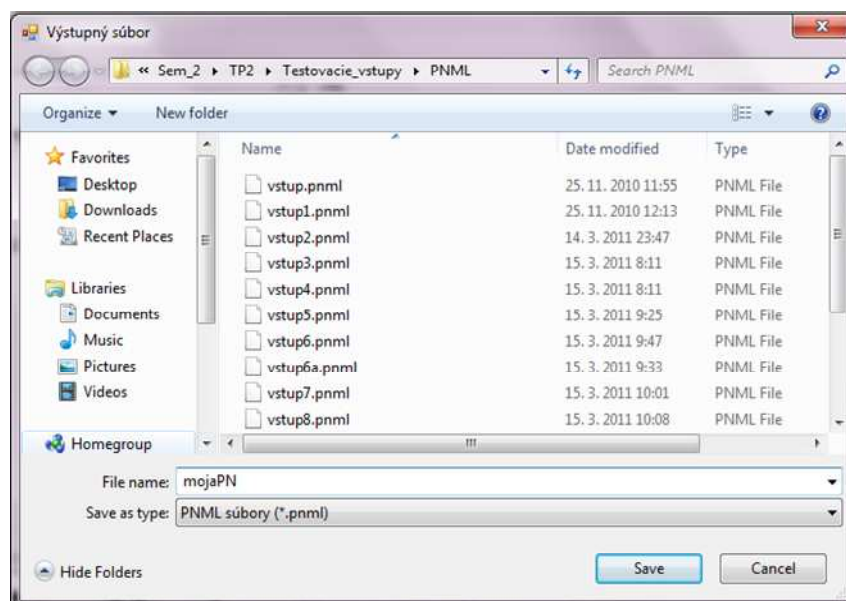 Výstupný súbor
« Sem_2 ▸ TP2 ▸ Testovacie_vstupy ▸ PNML
Search PNML
Organize
New folder
Favorites
Desktop
Downloads
Recent Places
Libraries
Documents
Music
Pictures
Videos
Homegroup
Name Date modified Type
vstup.pnml 25. 11. 2010 11:55 PNML File
vstup1.pnml 25. 11. 2010 12:13 PNML File
vstup2.pnml 14. 3. 2011 23:47 PNML File
vstup3.pnml 15. 3. 2011 8:11 PNML File
vstup4.pnml 15. 3. 2011 8:11 PNML File
vstup5.pnml 15. 3. 2011 9:25 PNML File
vstup6.pnml 15. 3. 2011 9:47 PNML File
vstup6a.pnml 15. 3. 2011 9:33 PNML File
vstup7.pnml 15. 3. 2011 10:01 PNML File
vstup8.pnml 15. 3. 2011 10:08 PNML File
File name: mojaPN
Save as type: PNML súbory (*.pnml)
Hide Folders
Save
Cancel